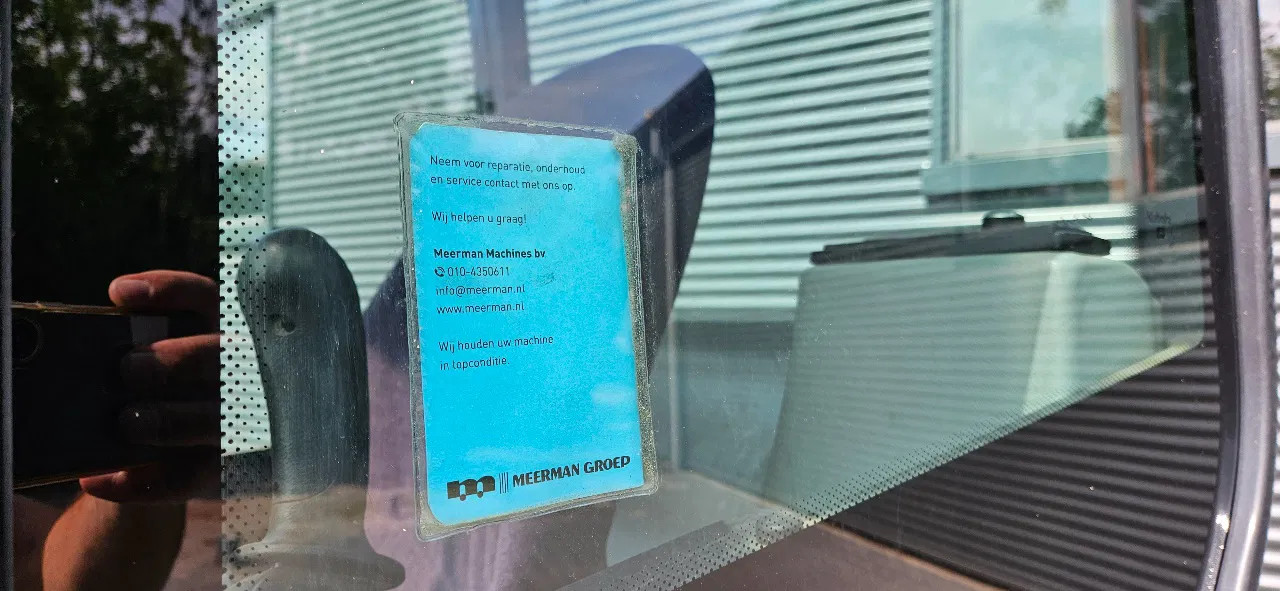 Neem voor reparatie, onderhoud
en service contact met ons op.
Wij helpen u graag!
Meerman Machines bv
010-4350611
info@meerman.nl
www.meerman.nl
Wij houden uw machine
in topconditie.
MEERMAN GROEP